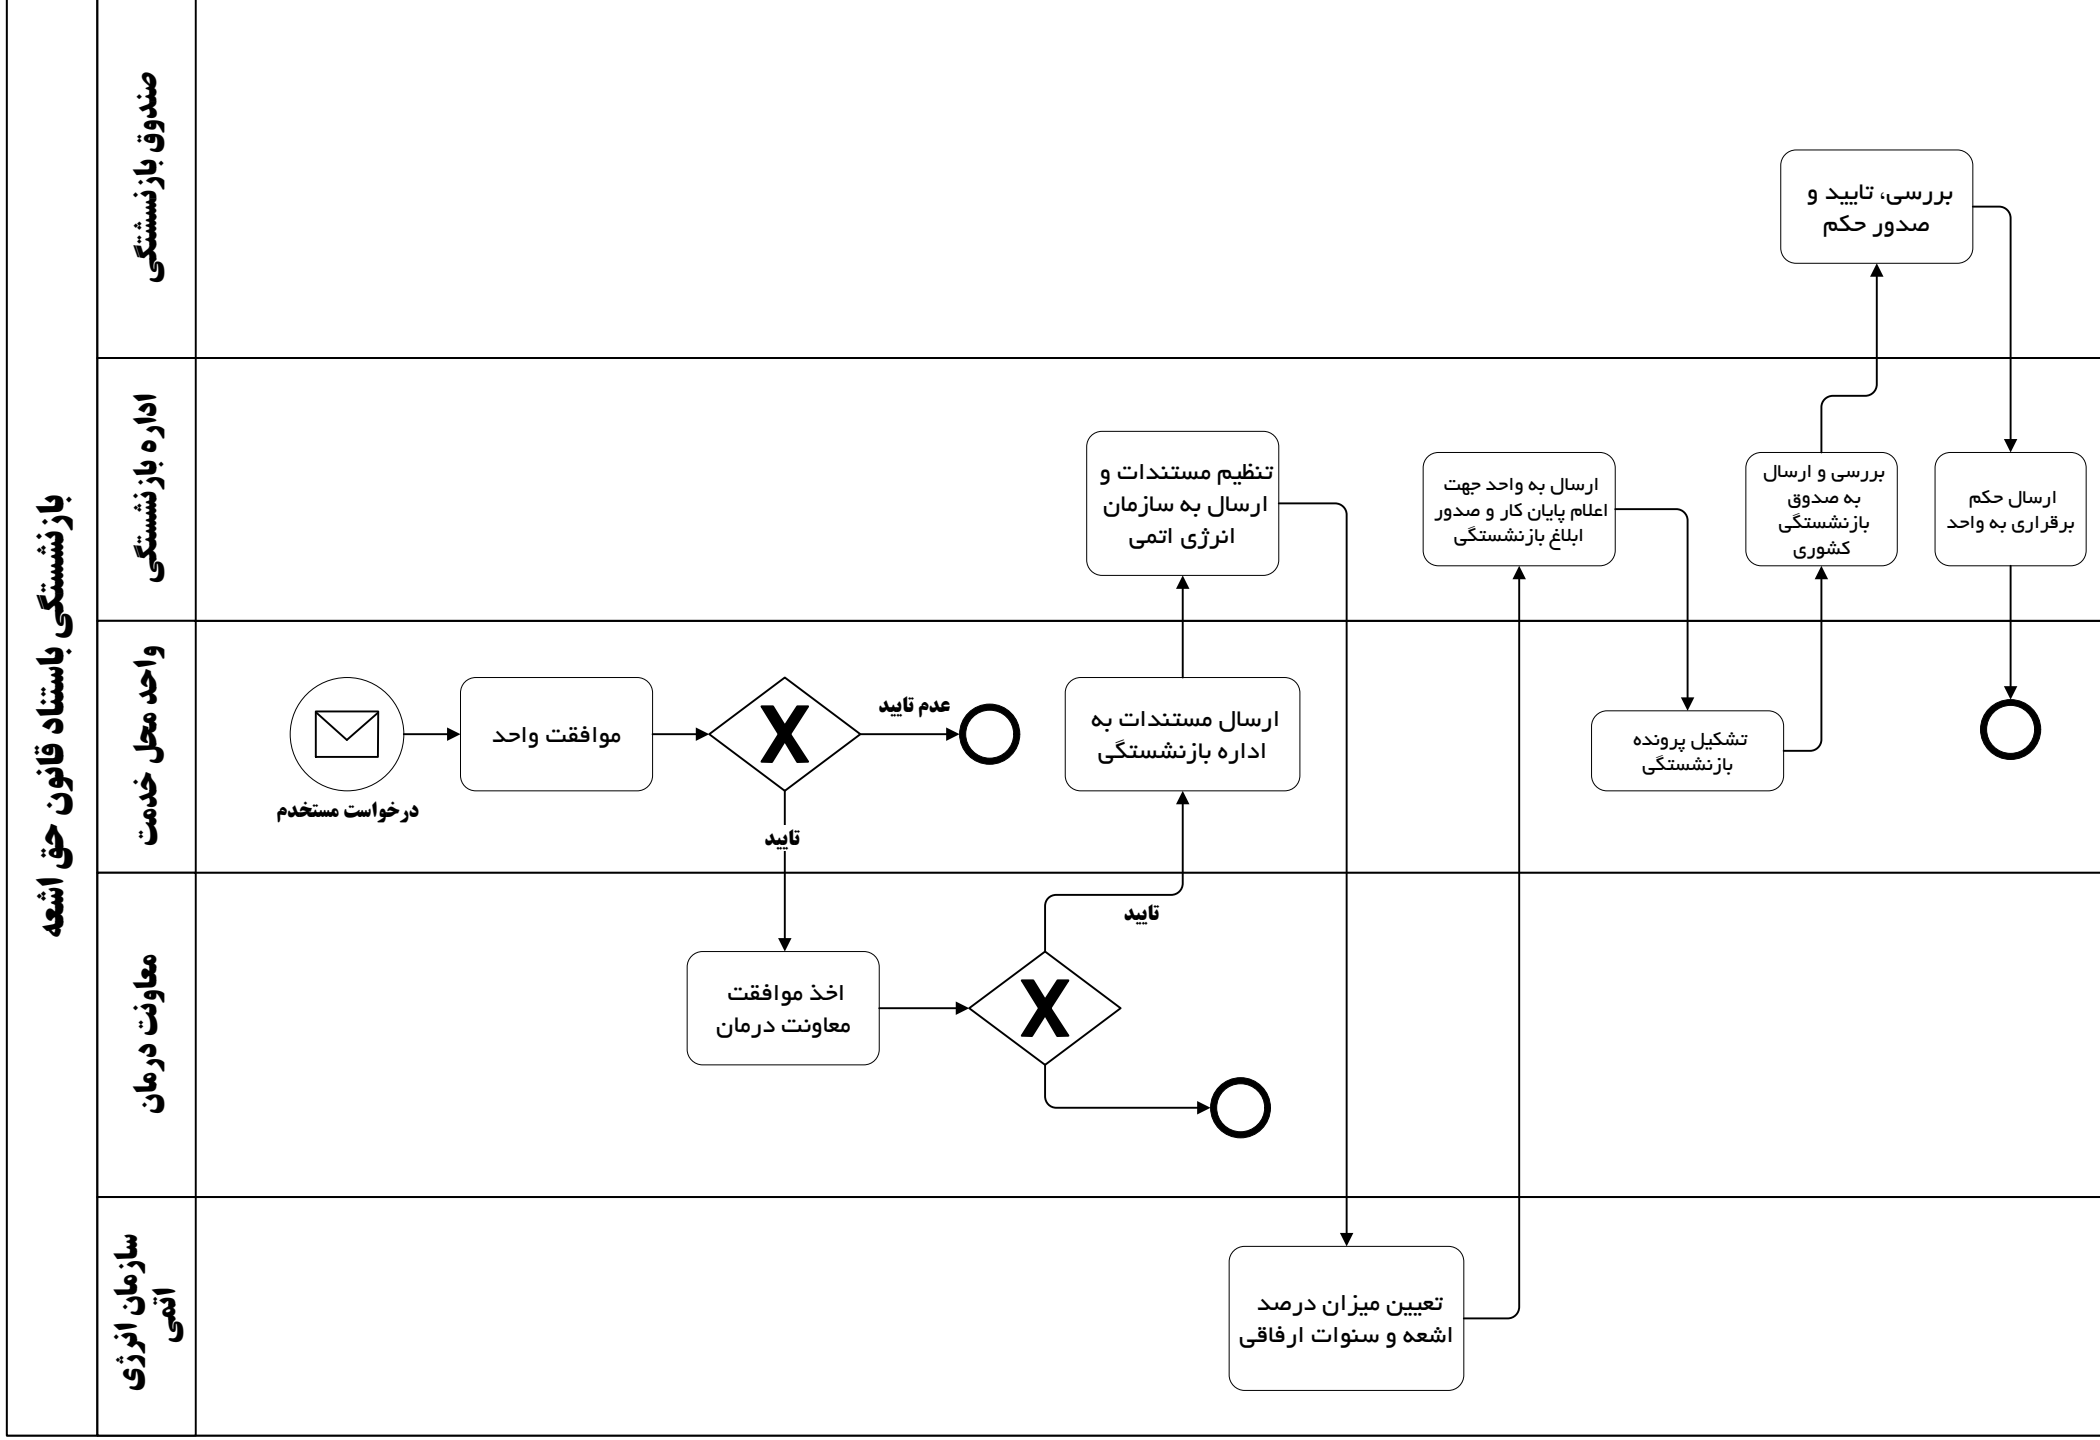 بازنشستگی باستناد قانون حق اشعه
صندوق بازنشستگی
بررسی، تایید و
صدور حکم
اداره بازنشستگی
تنظیم مستندات و
ارسال به سازمان
انرژی اتمی
ارسال به واحد جهت
اعلام پایان کار و صدور
ابلاغ بازنشستگی
بررسی و ارسال
به صدوق
بازنشستگی
کشوری
ارسال حکم
برقراری به واحد
واحد محل خدمت
درخواست مستخدم
موافقت واحد
X
عدم تایید
تایید
ارسال مستندات به
اداره بازنشستگی
تشکیل پرونده
بازنشستگی
معاونت درمان
اخذ موافقت
معاونت درمان
X
تایید
سازمان انرژی
اتمی
تعیین میزان درصد
اشعه و سنوات ارفاقی